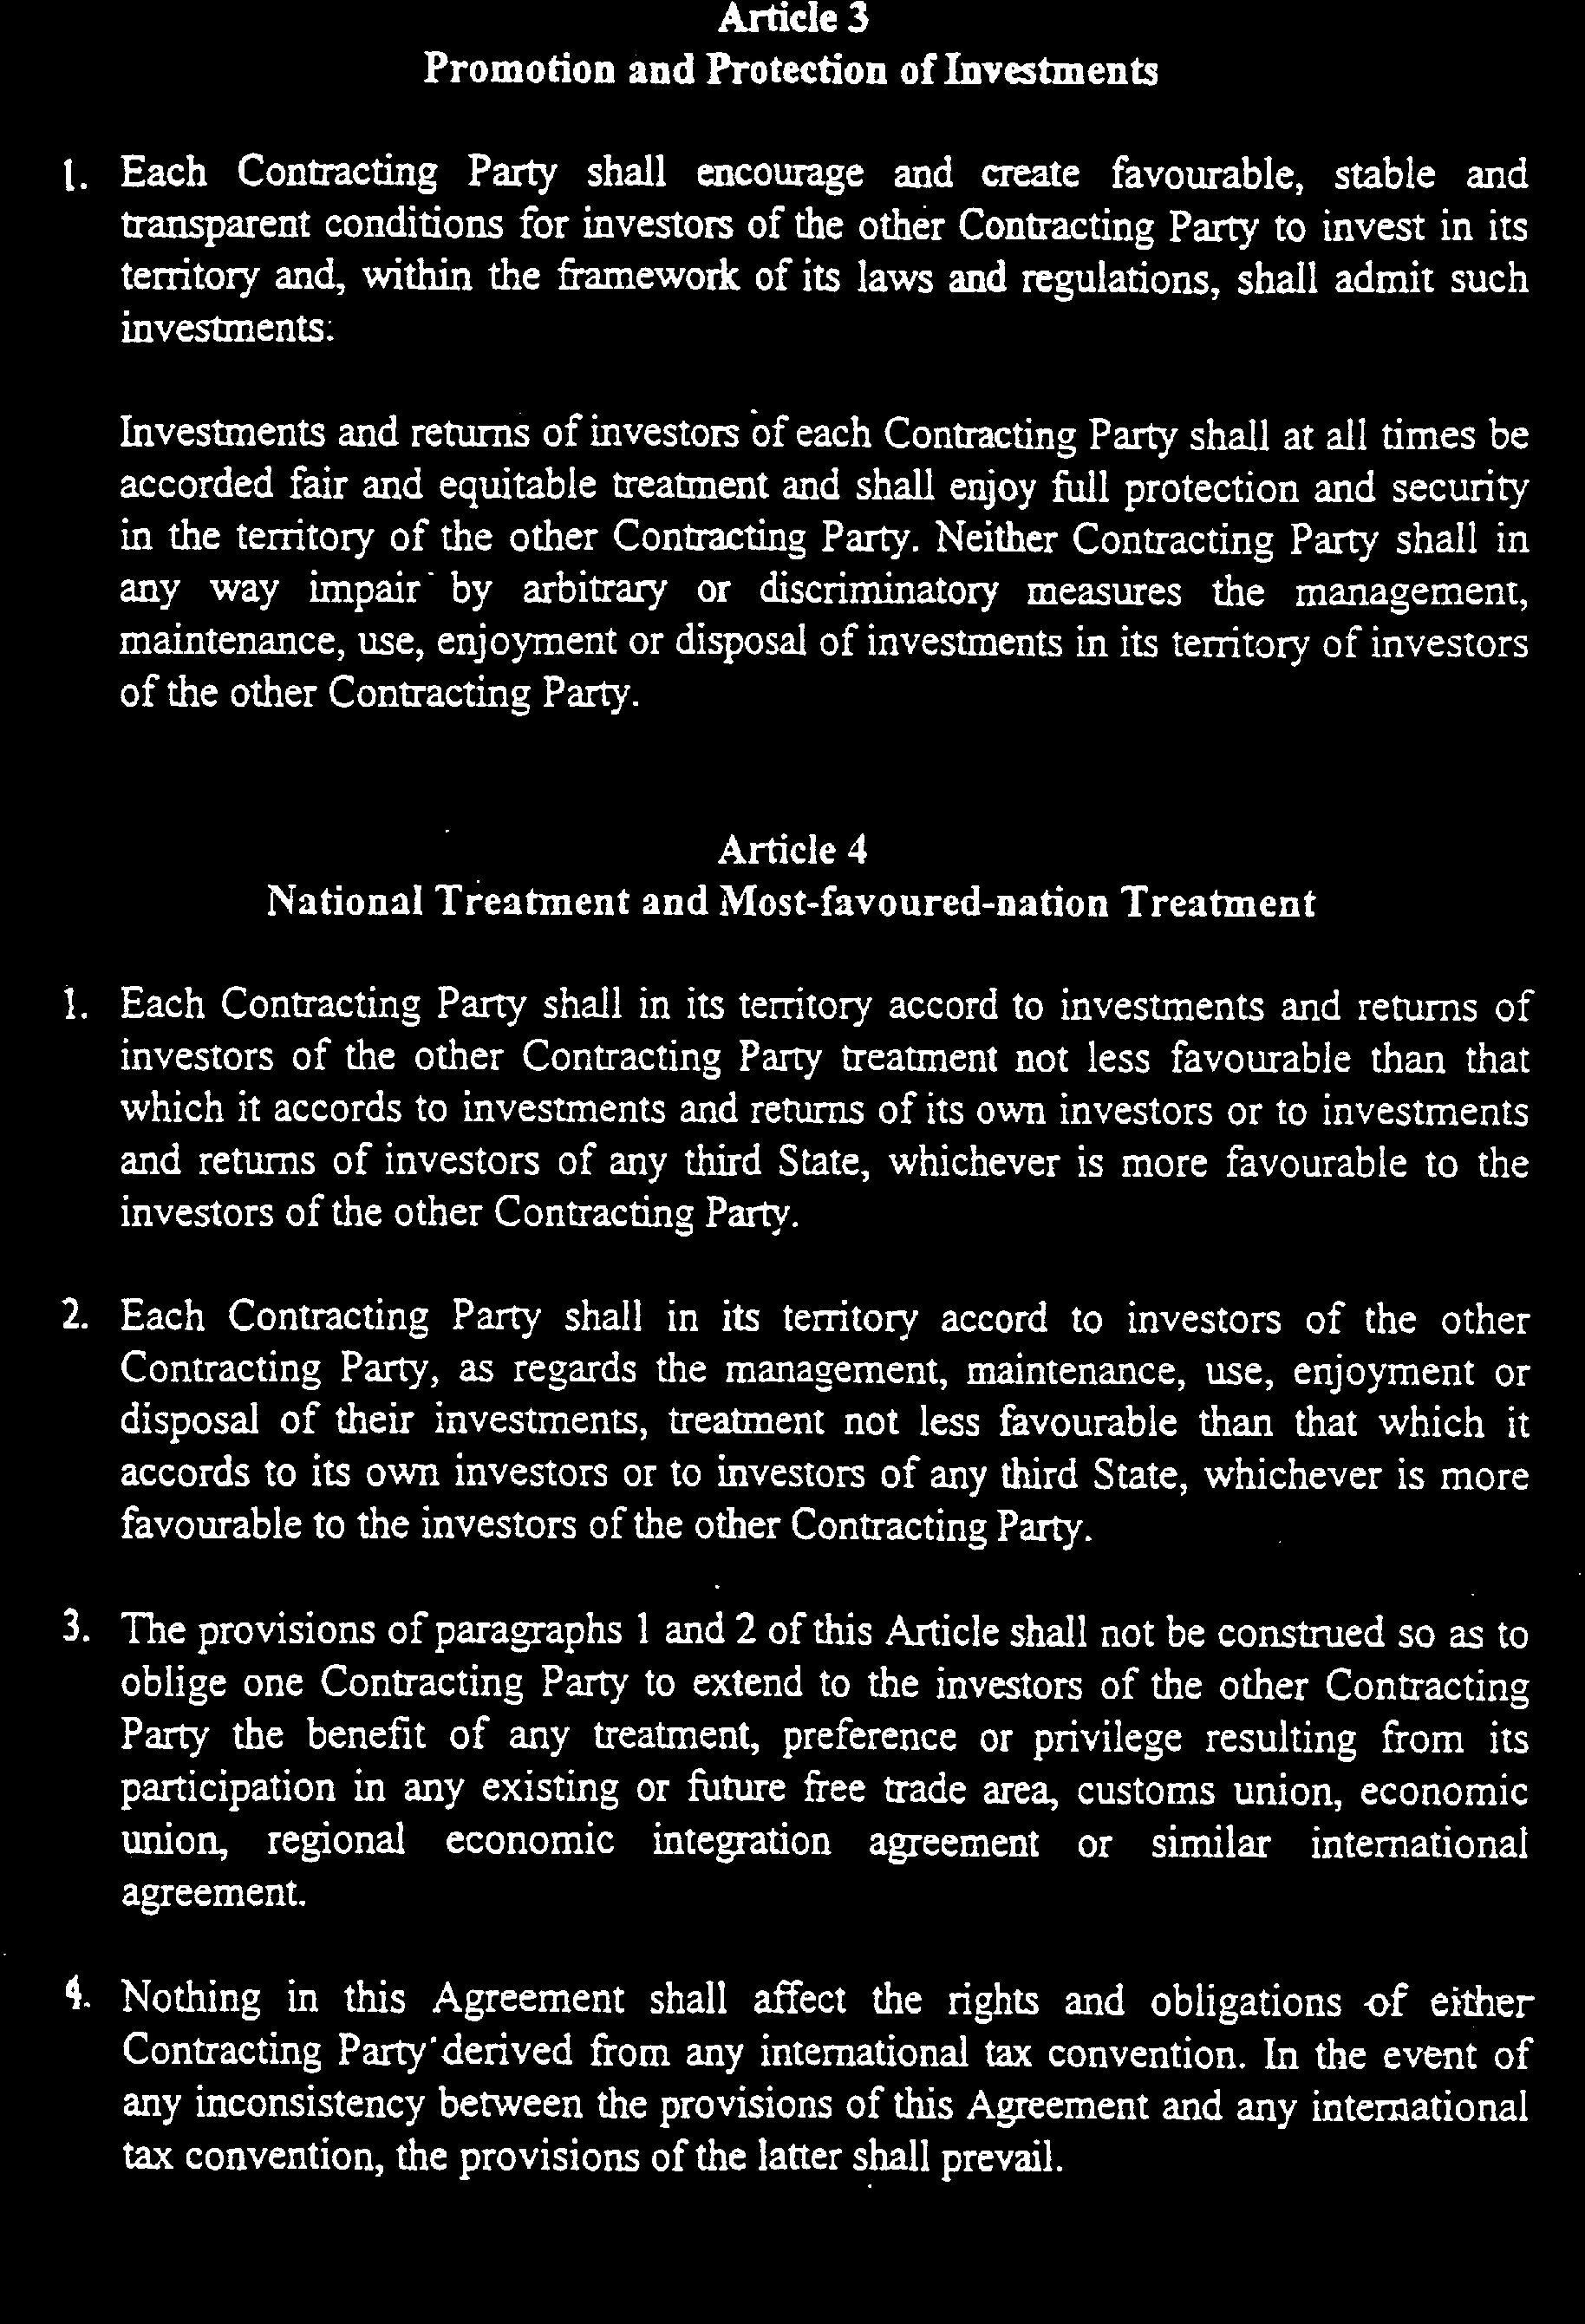 Article 3
Promotion and Protection of Investments
1. Each Contracting Party shall encourage and create favourable, stable and
transparent conditions for investors of the other Contracting Party to invest in its
territory and, within the framework of its laws and regulations, shall admit such
investments.
Investments and returns of investors of each Contracting Party shall at all times be
accorded fair and equitable treatment and shall enjoy full protection and security
in the territory of the other Contracting Party. Neither Contracting Party shall in
any way impair by arbitrary or discriminatory measures the management,
maintenance, use, enjoyment or disposal of investments in its territory of investors
of the other Contracting Party.
Article 4
National Treatment and Most-favoured-nation Treatment
1. Each Contracting Party shall in its territory accord to investments and returns of
investors of the other Contracting Party treatment not less favourable than that
which it accords to investments and returns of its own investors or to investments
and returns of investors of any third State, whichever is more favourable to the
investors of the other Contracting Party.
2. Each Contracting Party shall in its territory accord to investors of the other
Contracting Party, as regards the management, maintenance, use, enjoyment or
disposal of their investments, treatment not less favourable than that which it
accords to its own investors or to investors of any third State, whichever is more
favourable to the investors of the other Contracting Party.
3. The provisions of paragraphs 1 and 2 of this Article shall not be construed so as to
oblige one Contracting Party to extend to the investors of the other Contracting
Party the benefit of any treatment, preference or privilege resulting from its
participation in any existing or future free trade area, customs union, economic
union, regional economic integration agreement or similar international
agreement.
4. Nothing in this Agreement shall affect the rights and obligations of either
Contracting Party derived from any international tax convention. In the event of
any inconsistency between the provisions of this Agreement and any international
tax convention, the provisions of the latter shall prevail.